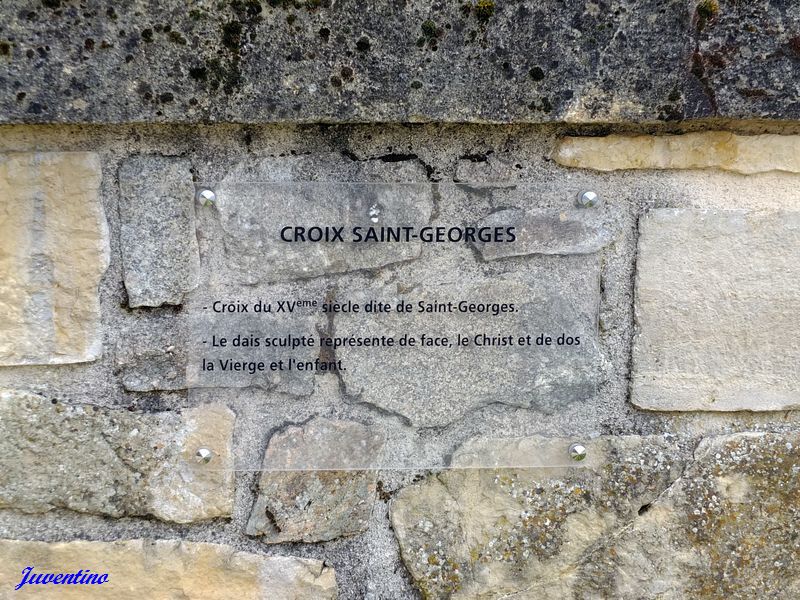 CROIX SAINT-GEORGES
- Croix du XVème siècle dite de Saint-Georges.
- Le dais sculpté représente de face, le Christ et de dos
la Vierge et l'enfant.
Juventino